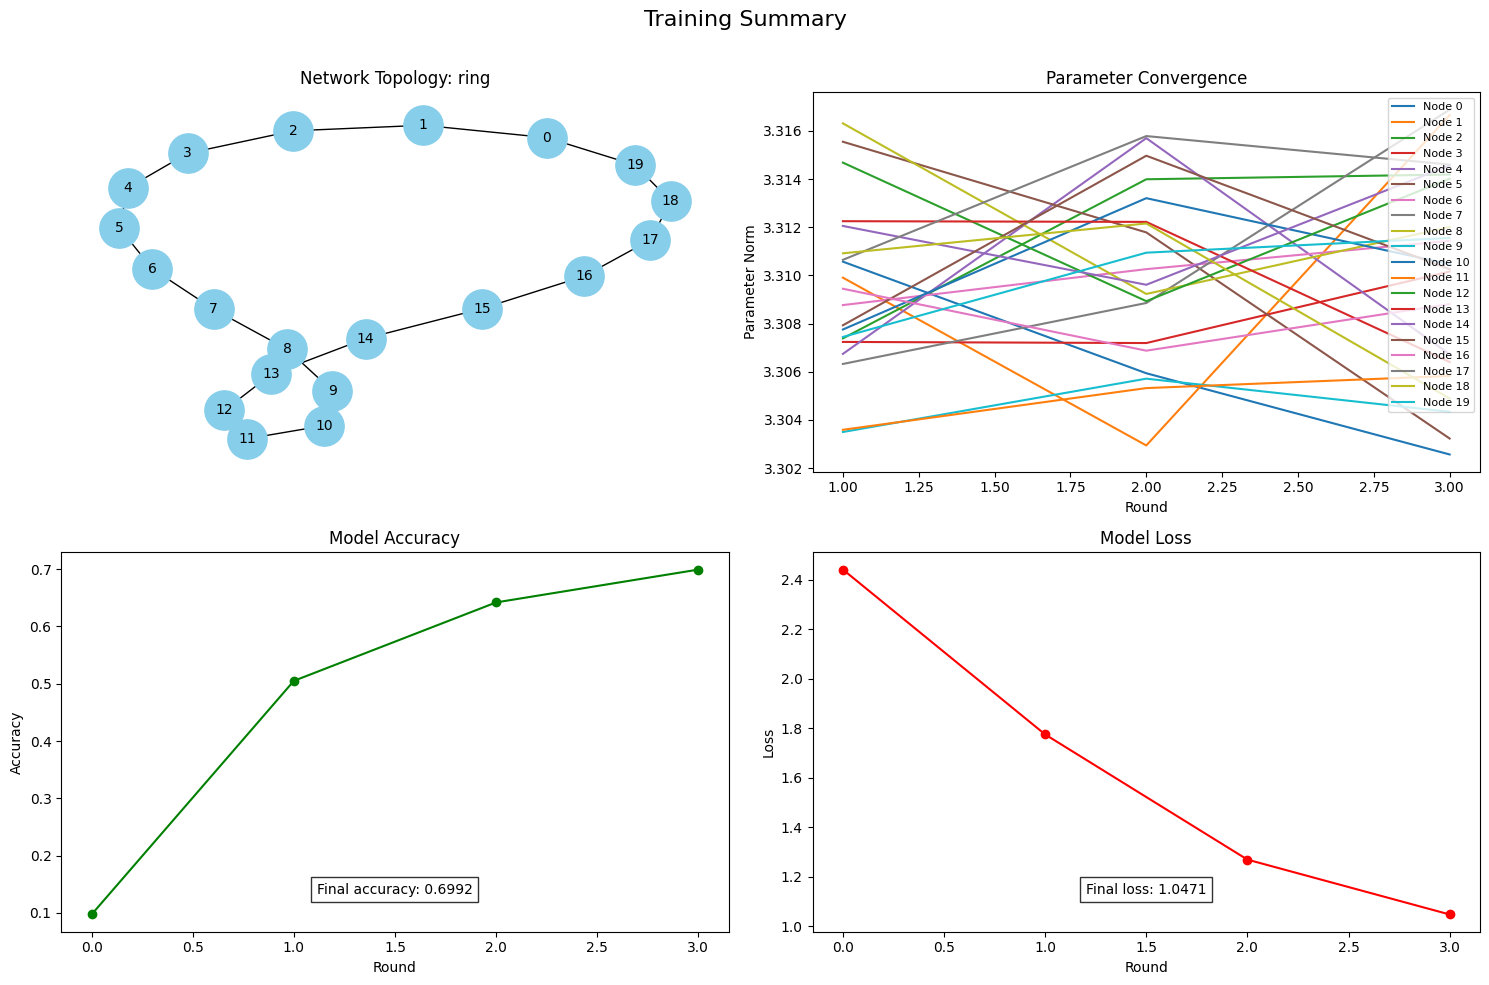 Training Summary
Network Topology: ring
0
1
2
3
4
5
6
7
8
9
10
11
12
13
14
15
16
17
18
19
Parameter Convergence
Parameter Norm
3.316
3.314
3.312
3.310
3.308
3.306
3.304
3.302
1.00 1.25 1.50 1.75 2.00 2.25 2.50 2.75 3.00
Round
Node 0
Node 1
Node 2
Node 3
Node 4
Node 5
Node 6
Node 7
Node 8
Node 9
Node 10
Node 11
Node 12
Node 13
Node 14
Node 15
Node 16
Node 17
Node 18
Node 19
Model Accuracy
Accuracy
0.7
0.6
0.5
0.4
0.3
0.2
0.1
Final accuracy: 0.6992
0.0 0.5 1.0 1.5 2.0 2.5 3.0
Round
Model Loss
Loss
2.4
2.2
2.0
1.8
1.6
1.4
1.2
1.0
Final loss: 1.0471
0.0 0.5 1.0 1.5 2.0 2.5 3.0
Round